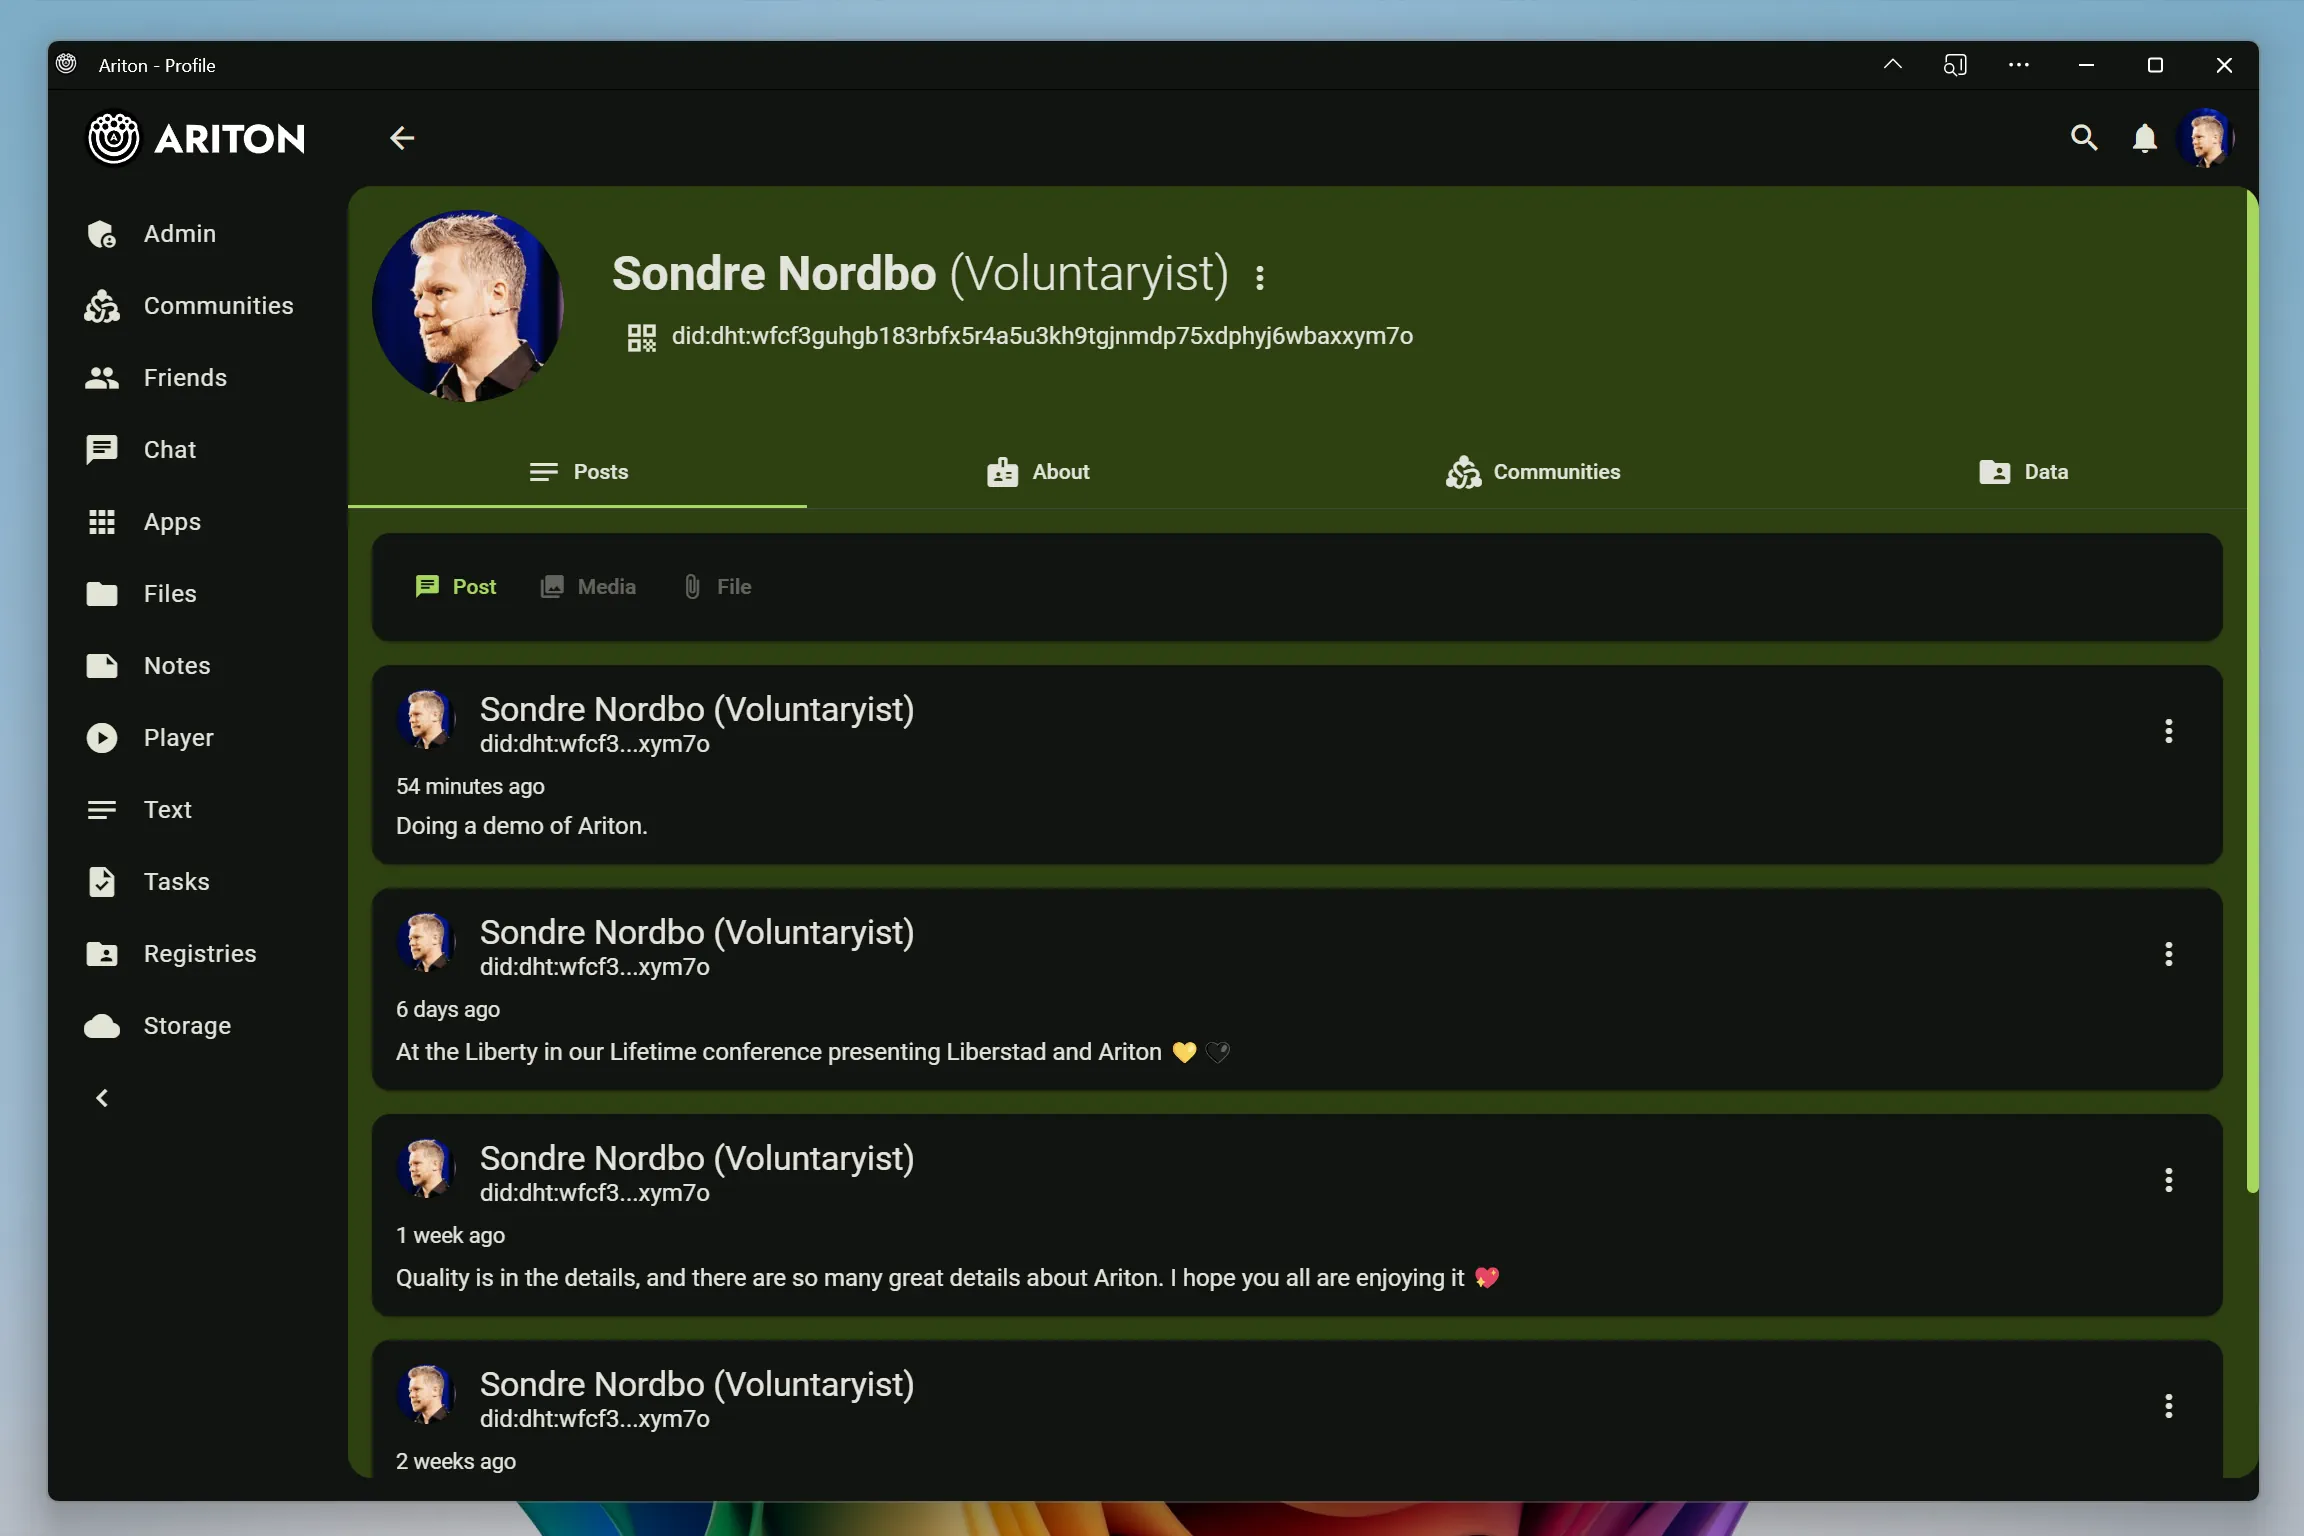 Ariton - Profile
ARITON
Admin
Communities
Friends
Chat
Apps
Files
Notes
Player
Text
Tasks
Registries
Storage
Sondre Nordbo (Voluntaryist)
did:dht:wfcf3guhgb183rbfx5r4a5u3kh9tgjnmdp75xdphyj6wbaxxym7o
Posts
About
Communities
Data
Post
Media
File
Sondre Nordbo (Voluntaryist)
did:dht:wfcf3...xym7o
54 minutes ago
Doing a demo of Ariton.
Sondre Nordbo (Voluntaryist)
did:dht:wfcf3...xym7o
6 days ago
At the Liberty in our Lifetime conference presenting Liberstad and Ariton 💛 🖤
Sondre Nordbo (Voluntaryist)
did:dht:wfcf3...xym7o
1 week ago
Quality is in the details, and there are so many great details about Ariton. I hope you all are enjoying it 💖
Sondre Nordbo (Voluntaryist)
did:dht:wfcf3...xym7o
2 weeks ago